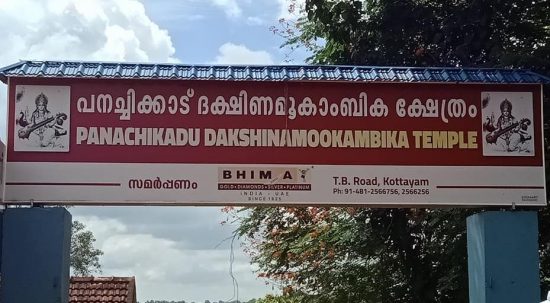 പനച്ചിക്കാട് ദക്ഷിണമൂകാംബിക ക്ഷേത്രം
PANACHIKADU DAKSHINAMOOKAMBIKA TEMPLE
സമർപ്പണം
BHIMA
GOLD • DIAMONDS • SILVER • PLATINUM
INDIA • UAE
SINCE 1925
T.B. Road, Kottayam
Ph: 91-481-2566756, 2566256